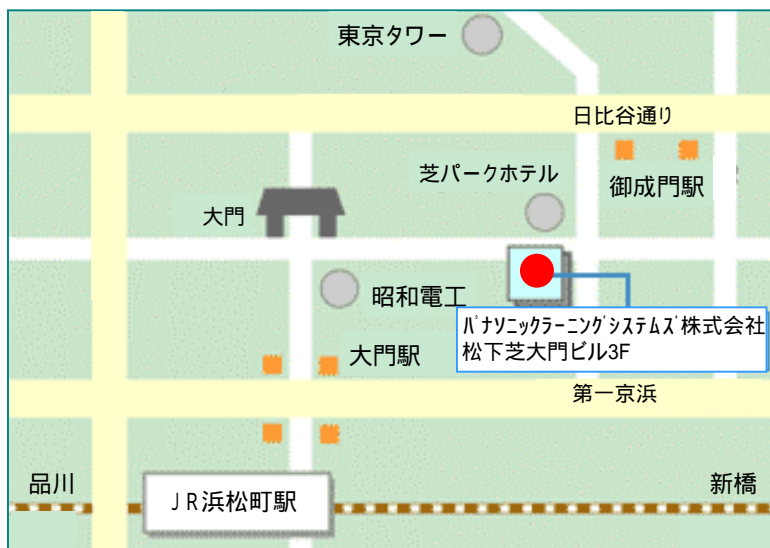 東京タワー
日比谷通り
芝パークホテル
御成門駅
大門
昭和電工
ﾊﾟﾅｿﾆｯｸﾗｰﾆﾝｸﾞｼｽﾃﾑｽﾞ株式会社
松下芝大門ビル3F
大門駅
第一京浜
品川
新橋
ＪＲ浜松町駅